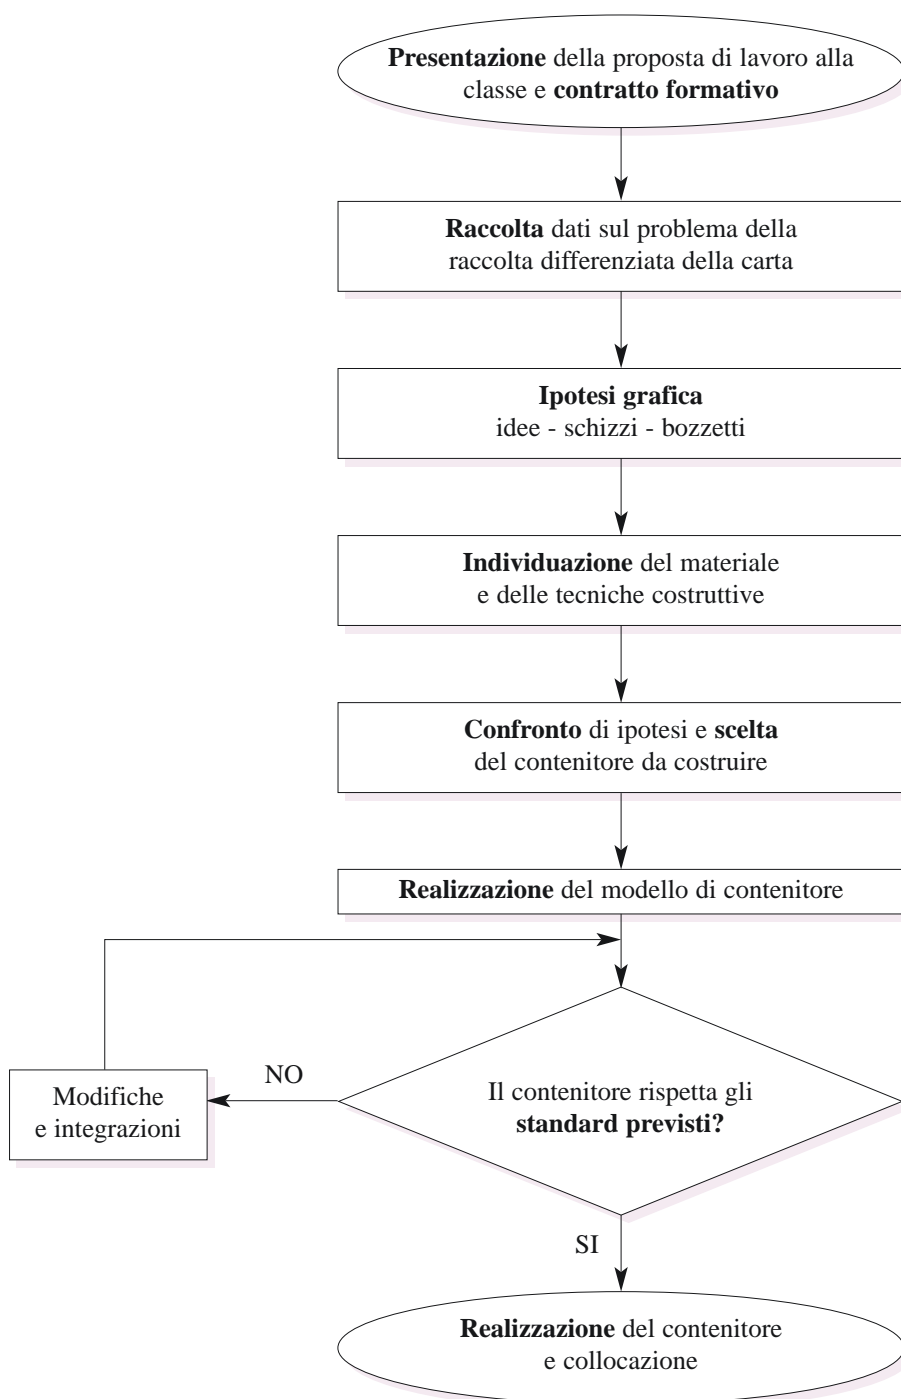 Presentazione della proposta di lavoro alla
classe e contratto formativo
Raccolta dati sul problema della
raccolta differenziata della carta
Ipotesi grafica
idee - schizzi - bozzetti
Individuazione del materiale
e delle tecniche costruttive
Confronto di ipotesi e scelta
del contenitore da costruire
Realizzazione del modello di contenitore
Il contenitore rispetta gli
standard previsti?
NO
Modifiche
e integrazioni
SI
Realizzazione del contenitore
e collocazione